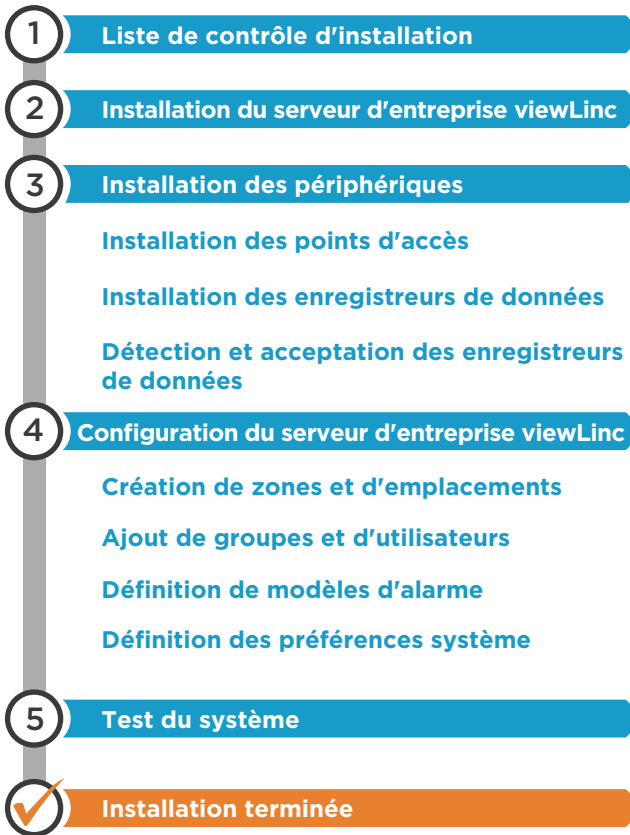 1 Liste de contrôle d'installation
2 Installation du serveur d'entreprise viewLinc
3 Installation des périphériques
Installation des points d'accès
Installation des enregistreurs de données
Détection et acceptation des enregistreurs
de données
4 Configuration du serveur d'entreprise viewLinc
Création de zones et d'emplacements
Ajout de groupes et d'utilisateurs
Définition de modèles d'alarme
Définition des préférences système
5 Test du système
Installation terminée